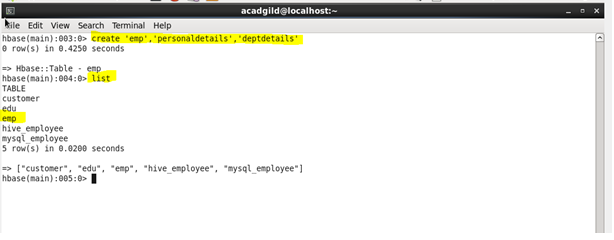 acadgild@localhost:~
File Edit View Search Terminal Help
hbase(main):003:0> create 'emp','personaldetails','deptdetails'
0 row(s) in 0.4250 seconds
=> Hbase::Table - emp
hbase(main):004:0> list
TABLE
customer
edu
emp
hive_employee
mysql_employee
5 row(s) in 0.0200 seconds
=> ["customer", "edu", "emp", "hive_employee", "mysql_employee"]
hbase(main):005:0>